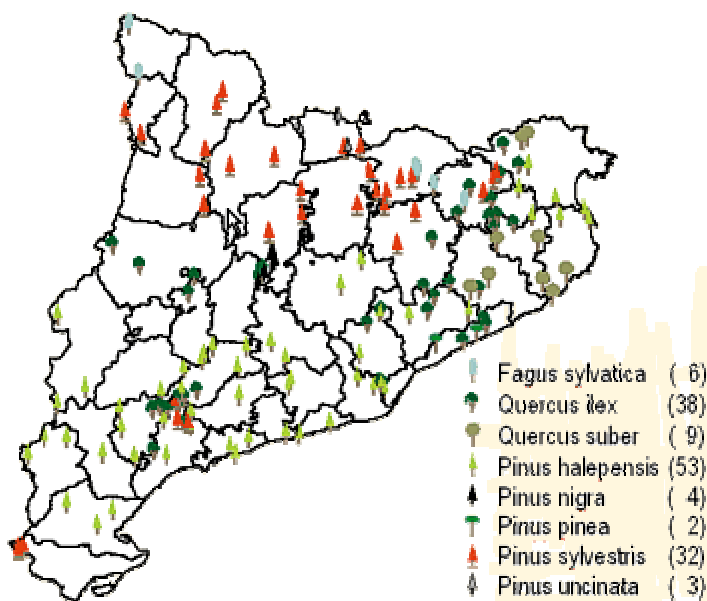 Fagus sylvatica ( 6)
Quercus ilex (38)
Quercus suber ( 9)
Pinus halepensis (53)
Pinus nigra ( 4)
Pinus pinea ( 2)
Pinus sylvestris (32)
Pinus uncinata ( 3)